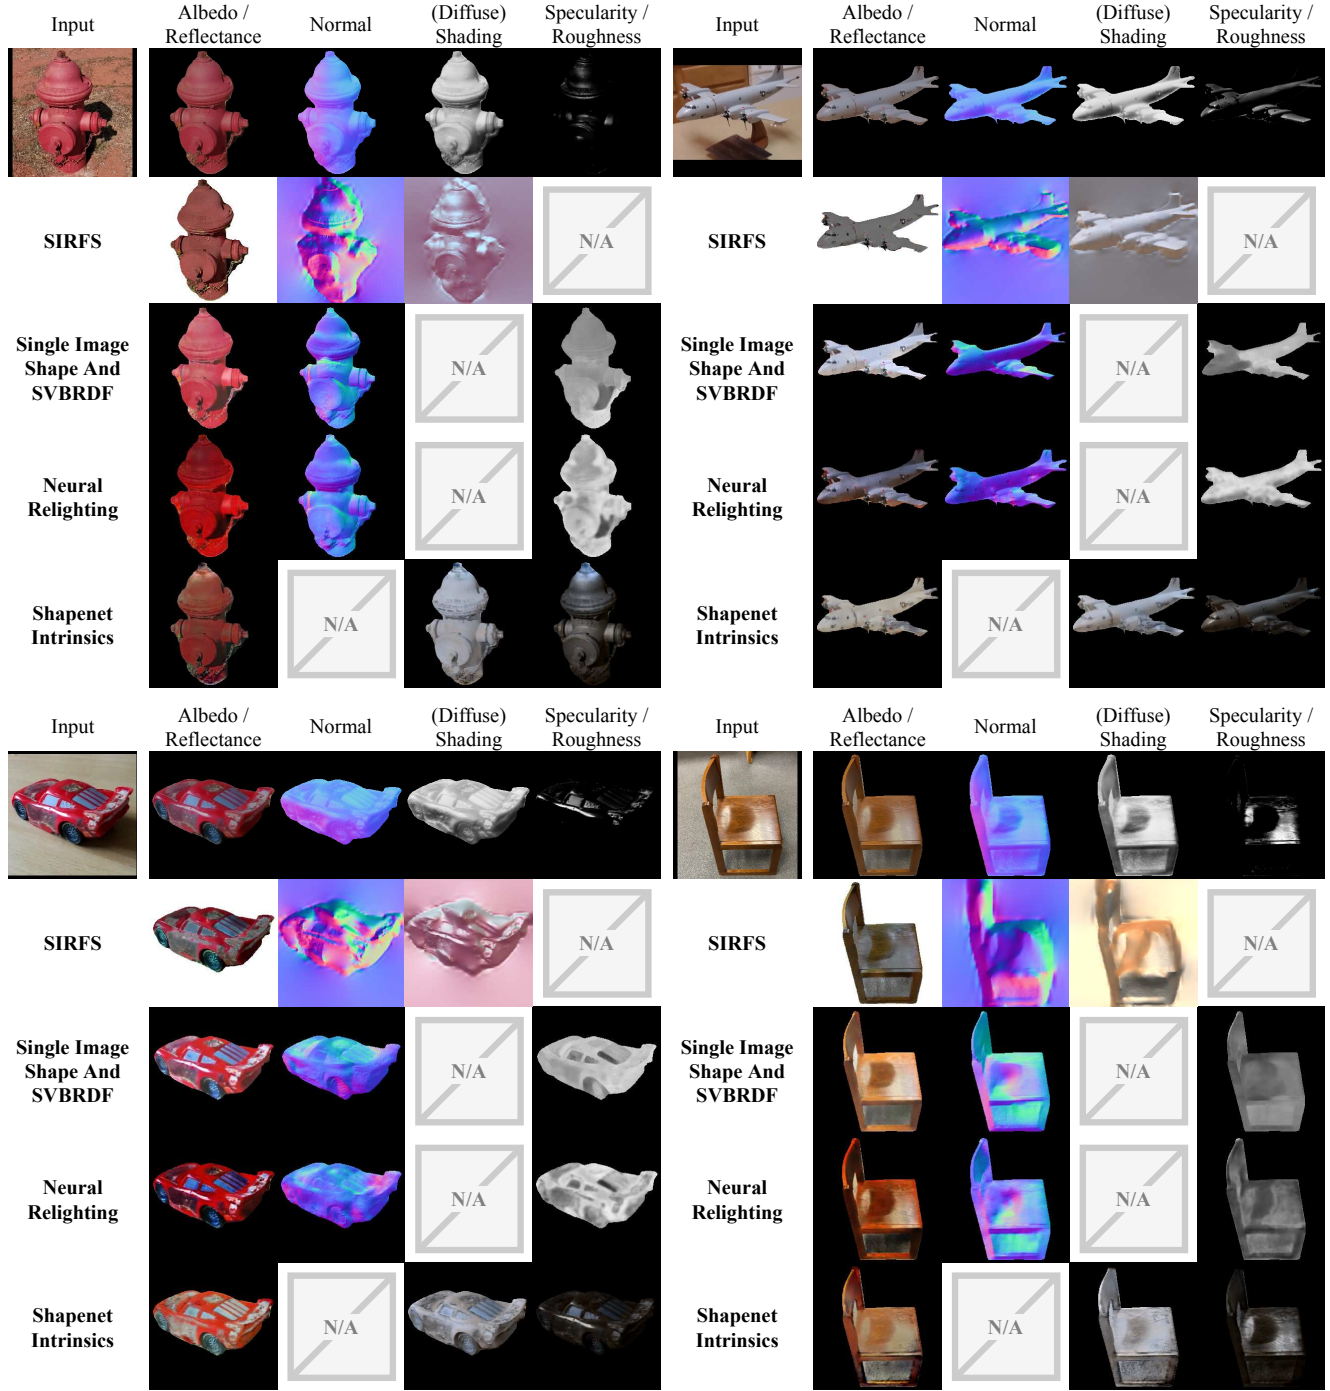 Input
Albedo /
Reflectance
Normal
(Diffuse)
Shading
Specularity /
Roughness
Input
Albedo /
Reflectance
Normal
(Diffuse)
Shading
Specularity /
Roughness
SIRFS
N/A
SIRFS
N/A
Single Image
Shape And
SVBRDF
N/A
Single Image
Shape And
SVBRDF
N/A
Neural
Relighting
N/A
Neural
Relighting
N/A
Shapenet
Intrinsics
N/A
Shapenet
Intrinsics
N/A
Input
Albedo /
Reflectance
Normal
(Diffuse)
Shading
Specularity /
Roughness
Input
Albedo /
Reflectance
Normal
(Diffuse)
Shading
Specularity /
Roughness
SIRFS
N/A
SIRFS
N/A
Single Image
Shape And
SVBRDF
N/A
Single Image
Shape And
SVBRDF
N/A
Neural
Relighting
N/A
Neural
Relighting
N/A
Shapenet
Intrinsics
N/A
Shapenet
Intrinsics
N/A